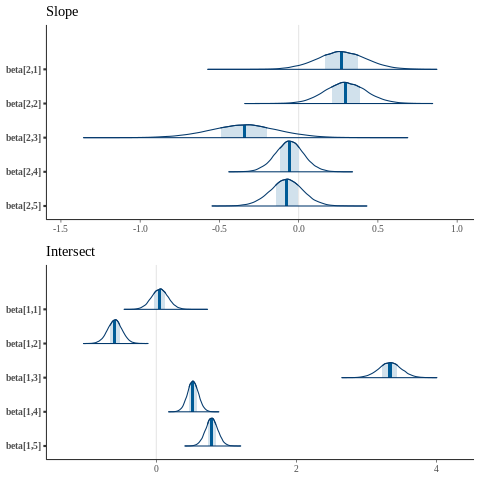 Slope
beta[2,1]
beta[2,2]
beta[2,3]
beta[2,4]
beta[2,5]
-1.5 -1.0 -0.5 0.0 0.5 1.0
Intersect
beta[1,1]
beta[1,2]
beta[1,3]
beta[1,4]
beta[1,5]
0 2 4